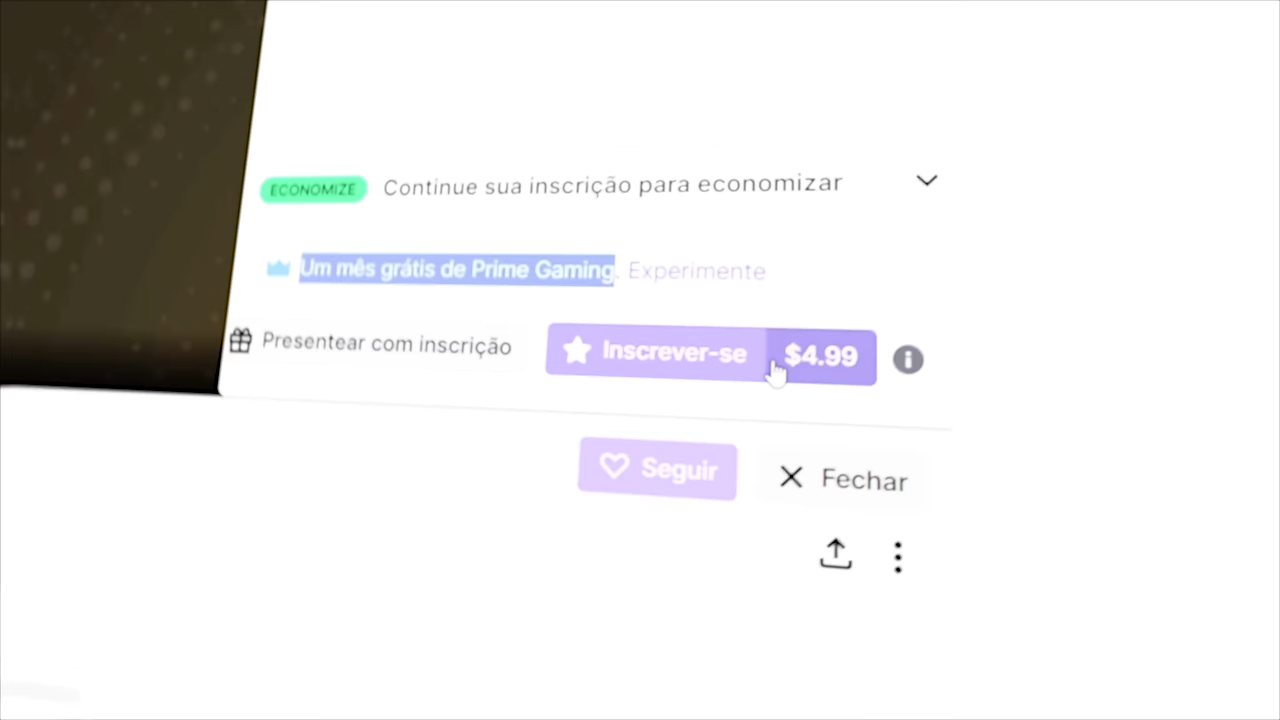 ECONOMIZE Continue sua inscrição para economizar
Um mês grátis de Prime Gaming. Experimente
Presentear com inscrição Inscrever-se $4.99
Seguir Fechar